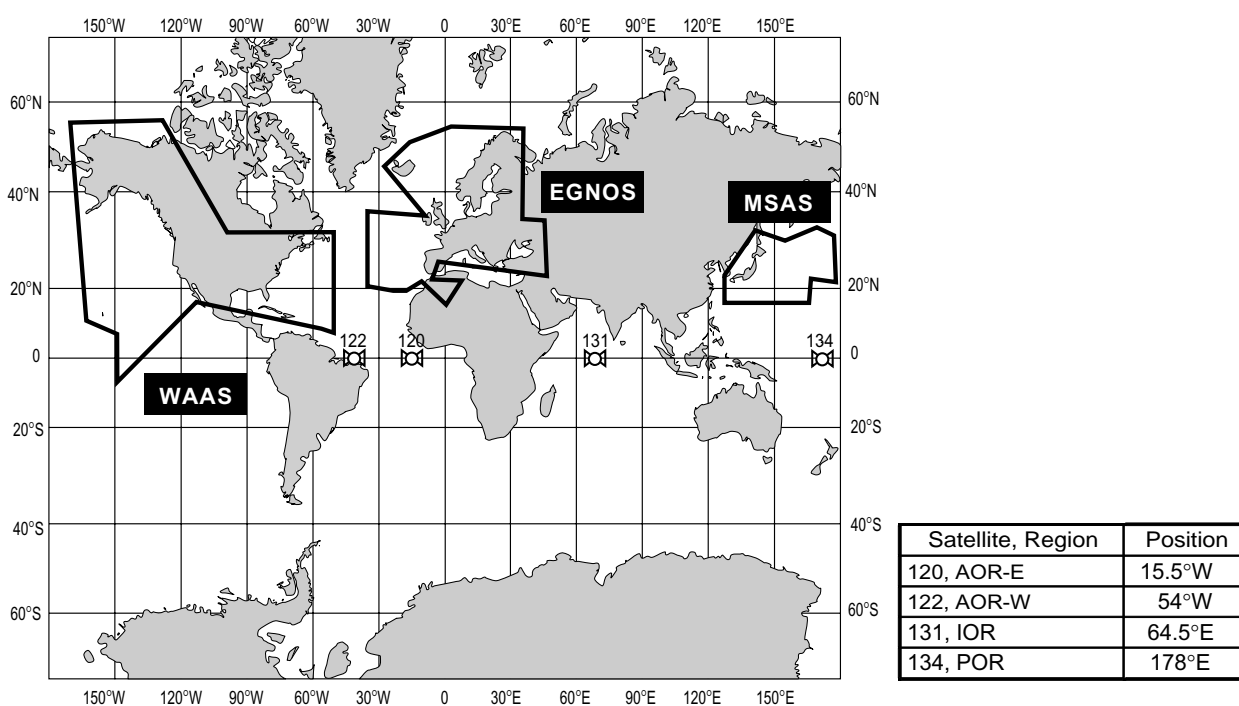 150°W 120°W 90°W 60°W 30°W 0 30°E 60°E 90°E 120°E 150°E
60°N 60°N
EGNOS
40°N MSAS 40°N
20°N 20°N
122 120 131 134
0 0
WAAS
20°S 20°S
40°S 40°S
Satellite, Region Position
120, AOR-E 15.5°W
122, AOR-W 54°W
60°S 60°S
131, IOR 64.5°E
134, POR 178°E
150°W 120°W 90°W 60°W 30°W 0 30°E 60°E 90°E 120°E 150°E